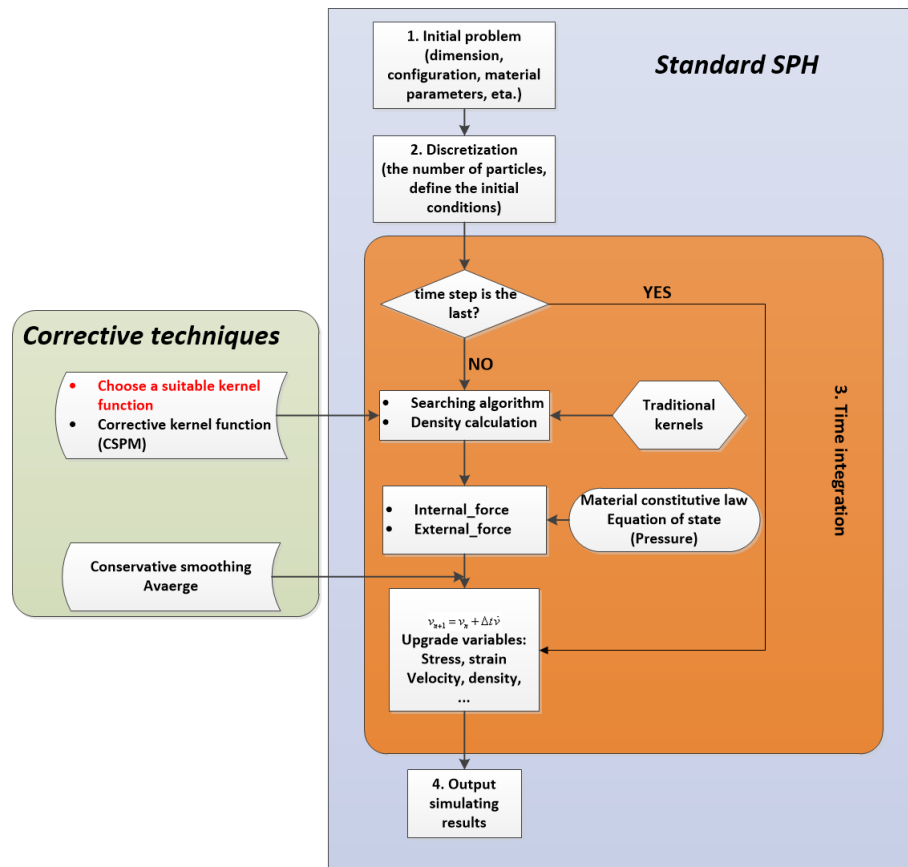 Standard SPH
1. Initial problem
(dimension,
configuration, material
parameters, eta.)
2. Discretization
(the number of particles,
define the initial
conditions)
time step is the
last?
YES
NO
3. Time integration
Corrective techniques
• Choose a suitable kernel
function
• Corrective kernel function
(CSPM)
• Searching algorithm
• Density calculation
Traditional
kernels
• Internal_force
• External_force
Material constitutive law
Equation of state
(Pressure)
Conservative smoothing
Avaerge
vₙ₊₁ = vₙ + Δtv̇
Upgrade variables:
Stress, strain
Velocity, density,
...
4. Output
simulating
results